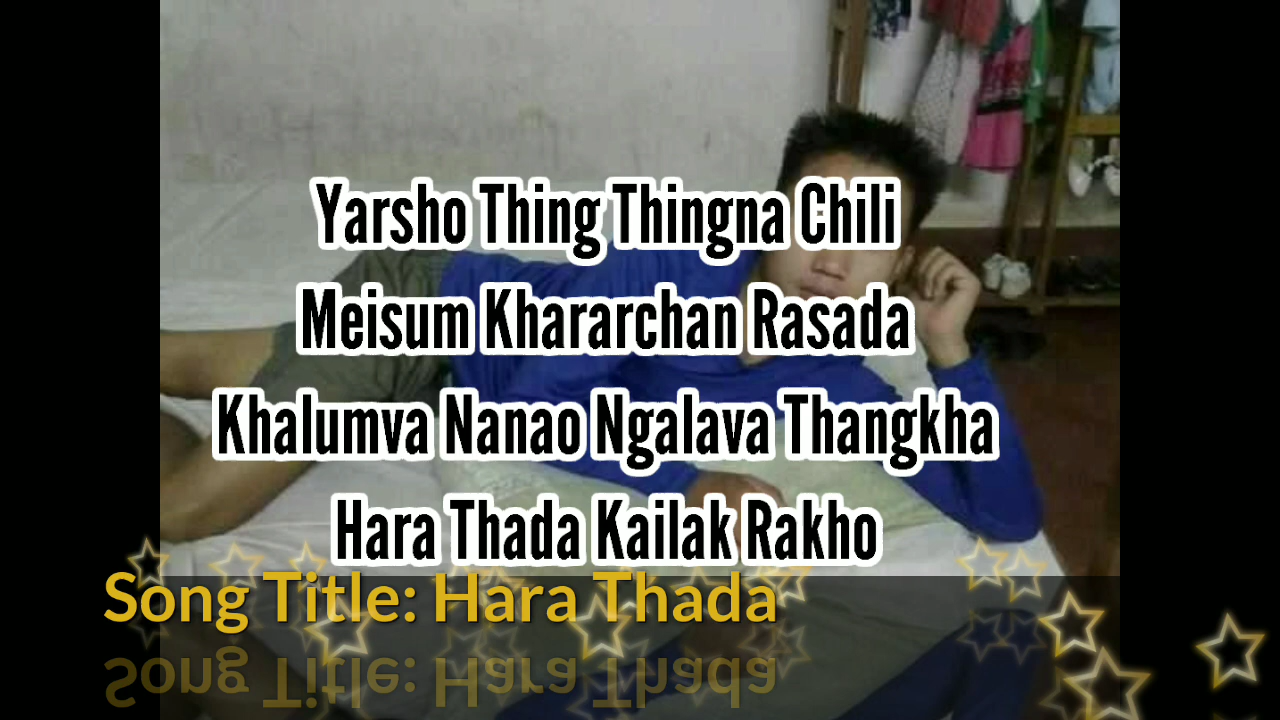 Yarsho Thing Thingna Chili
Meisum Khararchan Rasada
Khalumva Nanao Ngalava Thangkha
Hara Thada Kailak Rakho
Song Title: Hara Thada